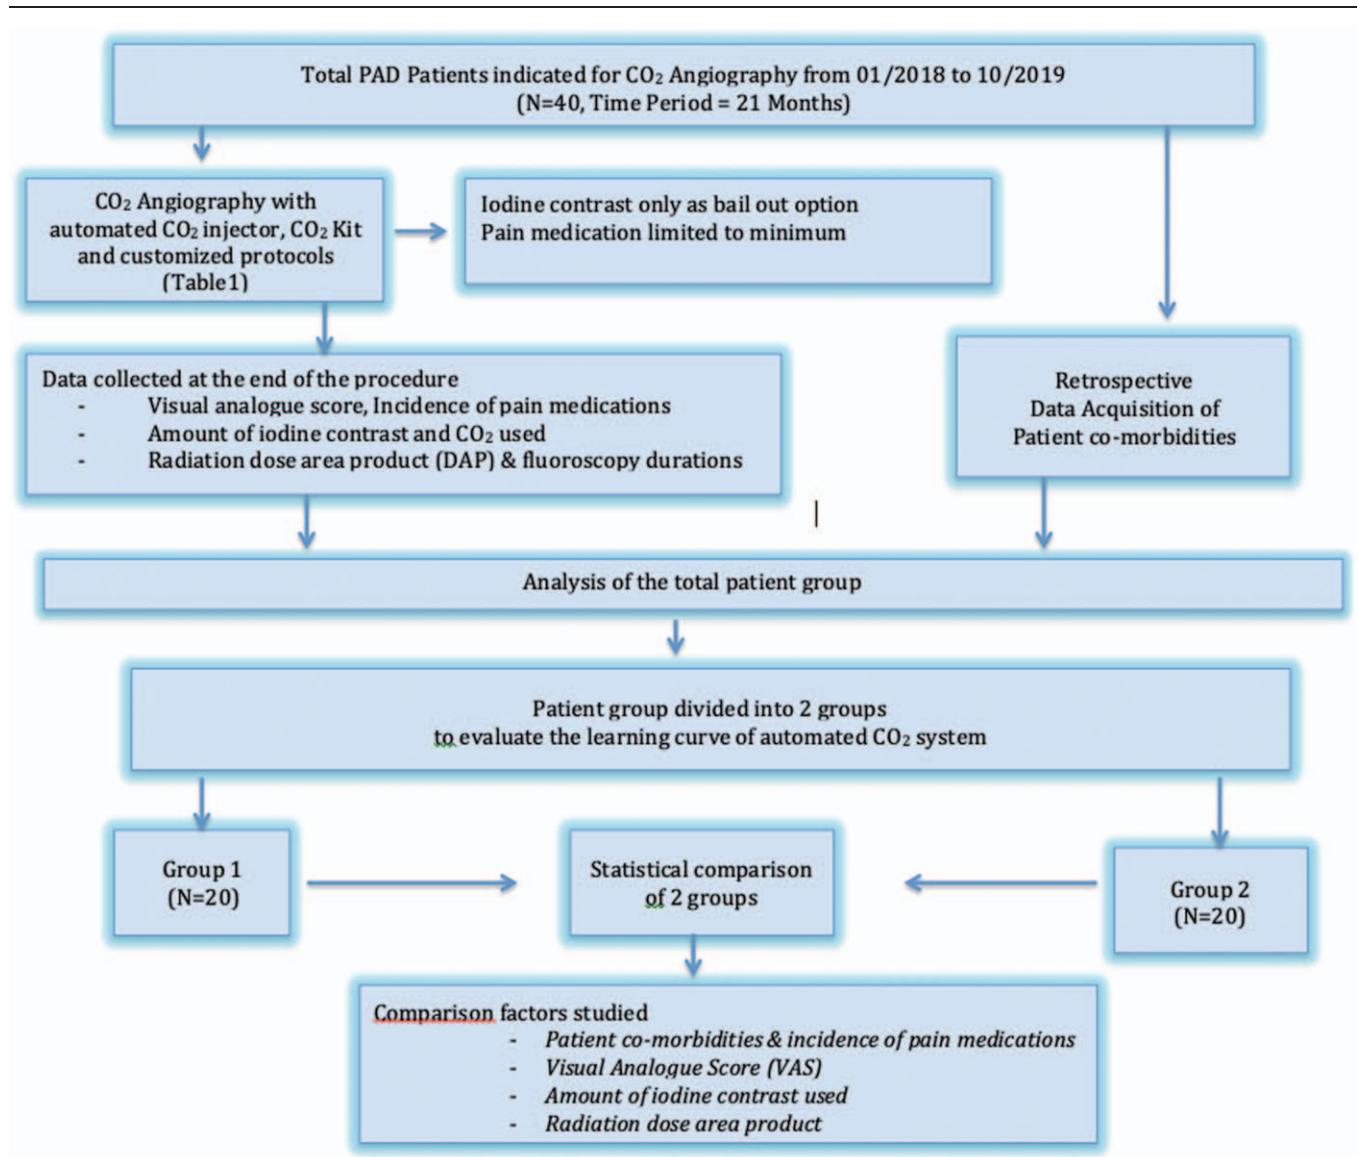 Total PAD Patients indicated for CO₂ Angiography from 01/2018 to 10/2019
(N=40, Time Period = 21 Months)
CO₂ Angiography with
automated CO₂ injector, CO₂ Kit
and customized protocols
(Table1)
Iodine contrast only as bail out option
Pain medication limited to minimum
Data collected at the end of the procedure
- Visual analogue score, Incidence of pain medications
- Amount of iodine contrast and CO₂ used
- Radiation dose area product (DAP) & fluoroscopy durations
Retrospective
Data Acquisition of
Patient co-morbidities
Analysis of the total patient group
Patient group divided into 2 groups
to evaluate the learning curve of automated CO₂ system
Group 1
(N=20)
Statistical comparison
of 2 groups
Group 2
(N=20)
Comparison factors studied
- Patient co-morbidities & incidence of pain medications
- Visual Analogue Score (VAS)
- Amount of iodine contrast used
- Radiation dose area product